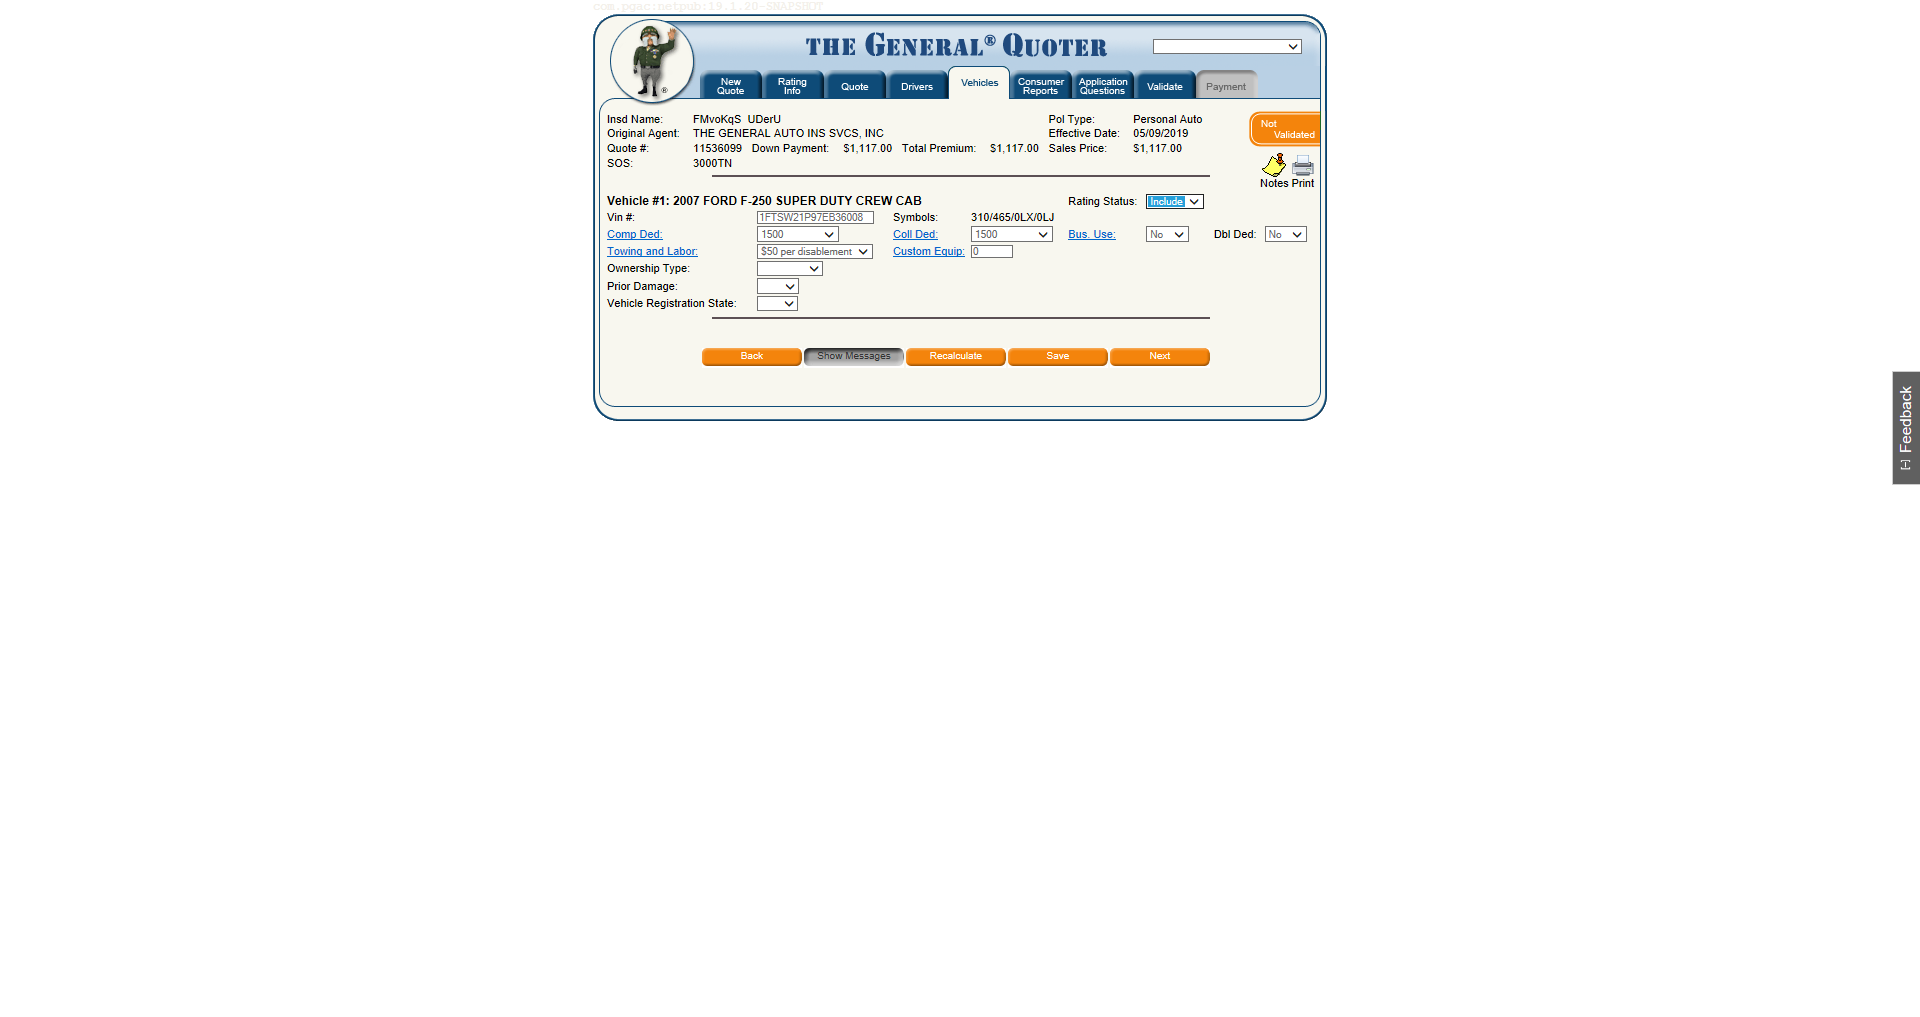 com.pgac:netpub:19.1.20-SNAPSHOT
THE GENERAL® QUOTER
New Quote
Rating Info
Quote
Drivers
Vehicles
Consumer Reports
Application Questions
Validate
Payment
Insd Name: FMvoKqS UDerU Pol Type: Personal Auto
Not Validated
Original Agent: THE GENERAL AUTO INS SVCS, INC Effective Date: 05/09/2019
Quote #: 11536099 Down Payment: $1,117.00 Total Premium: $1,117.00 Sales Price: $1,117.00
SOS: 3000TN
Notes Print
Vehicle #1: 2007 FORD F-250 SUPER DUTY CREW CAB Rating Status: Include
Vin #: 1FTSW21P97EB36008 Symbols: 310/465/0LX/0LJ
Comp Ded: 1500 Coll Ded: 1500 Bus. Use: No Dbl Ded: No
Towing and Labor: $50 per disablement Custom Equip: 0
Ownership Type:
Prior Damage:
Vehicle Registration State:
Back Show Messages Recalculate Save Next
®
[-] Feedback